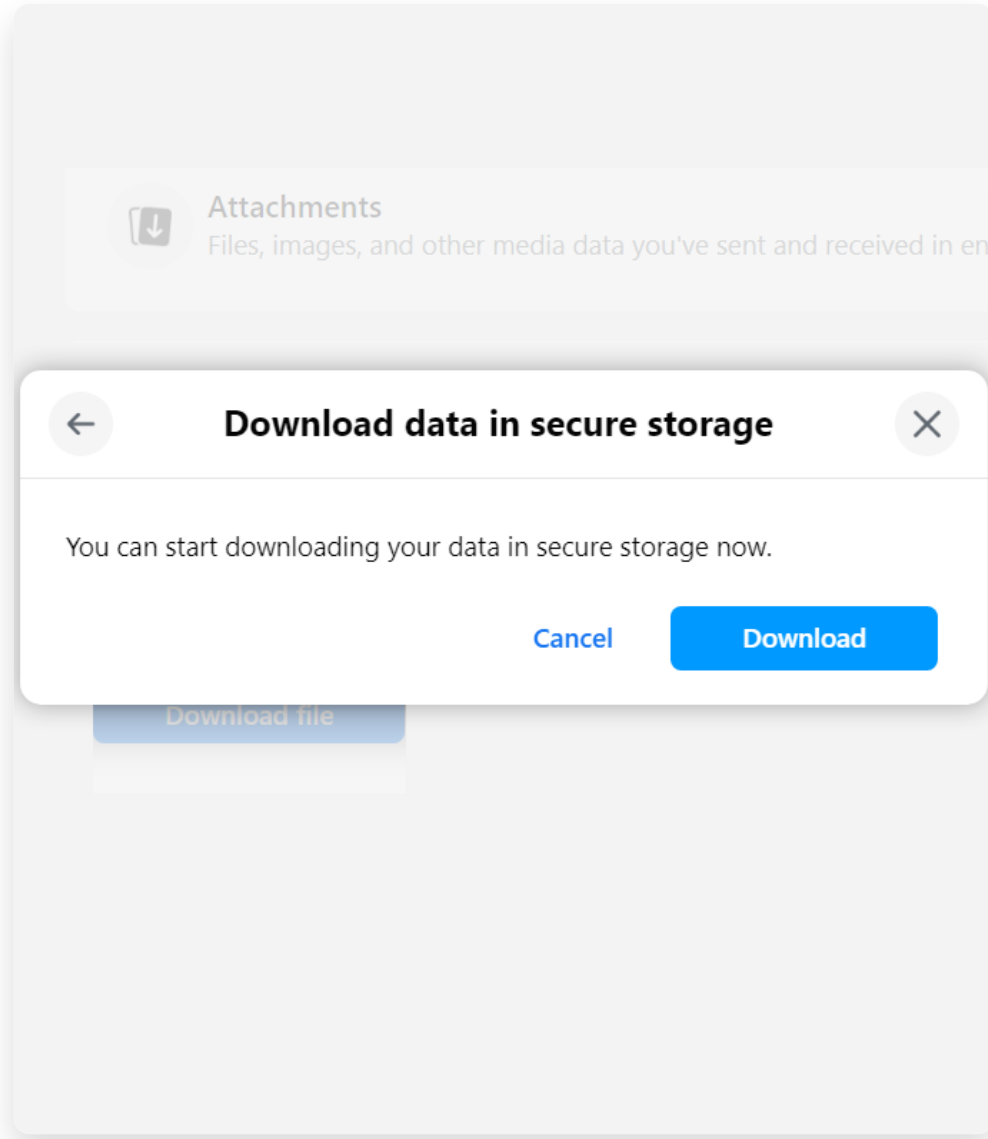 Attachments
Files, images, and other media data you've sent and received in en
Download data in secure storage
You can start downloading your data in secure storage now.
Cancel
Download
Download file